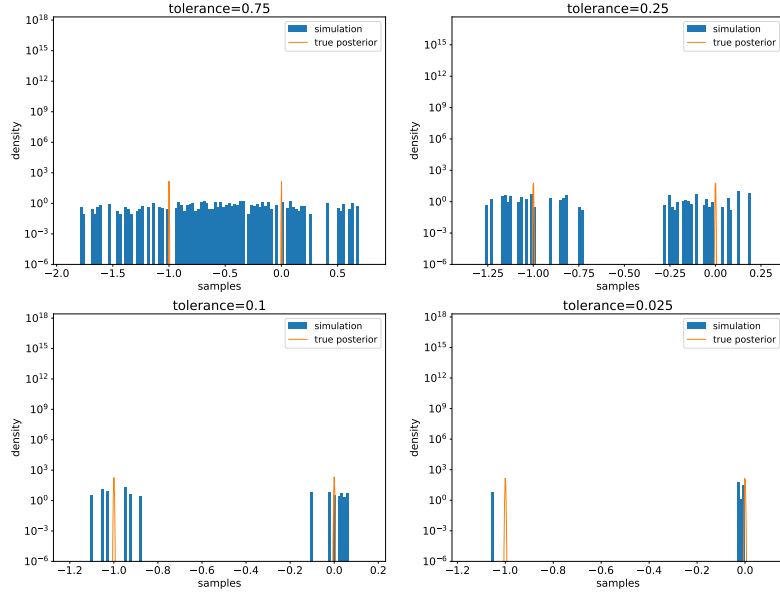 tolerance=0.75
10^18
10^15
10^12
10^9
10^6
10^3
10^0
10^−3
10^−6
density
simulation
true posterior
−2.0 −1.5 −1.0 −0.5 0.0 0.5
samples
tolerance=0.25
10^15
10^12
10^9
10^6
10^3
10^0
10^−3
10^−6
density
simulation
true posterior
−1.25 −1.00 −0.75 −0.50 −0.25 0.00 0.25
samples
tolerance=0.1
10^18
10^15
10^12
10^9
10^6
10^3
10^0
10^−3
10^−6
density
simulation
true posterior
−1.2 −1.0 −0.8 −0.6 −0.4 −0.2 0.0 0.2
samples
tolerance=0.025
10^18
10^15
10^12
10^9
10^6
10^3
10^0
10^−3
10^−6
density
simulation
true posterior
−1.2 −1.0 −0.8 −0.6 −0.4 −0.2 0.0
samples